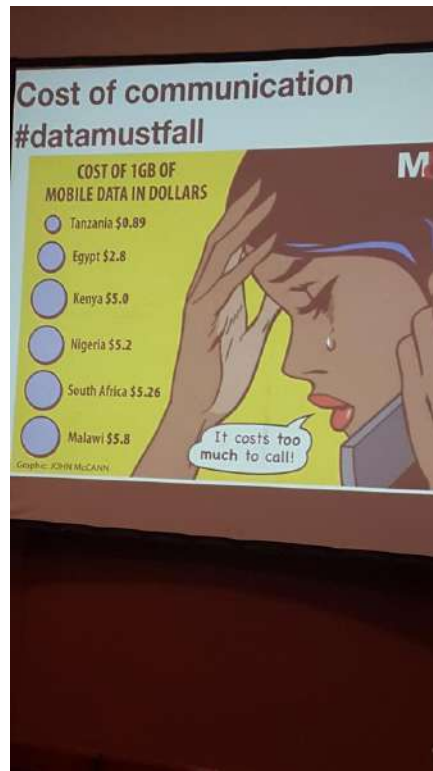 Cost of communication
#datamustfall
M
COST OF 1GB OF
MOBILE DATA IN DOLLARS
Tanzania $0.89
Egypt $2.8
Kenya $5.0
Nigeria $5.2
South Africa $5.26
Malawi $5.8
It costs too
much to call!
Graphic: JOHN McCANN